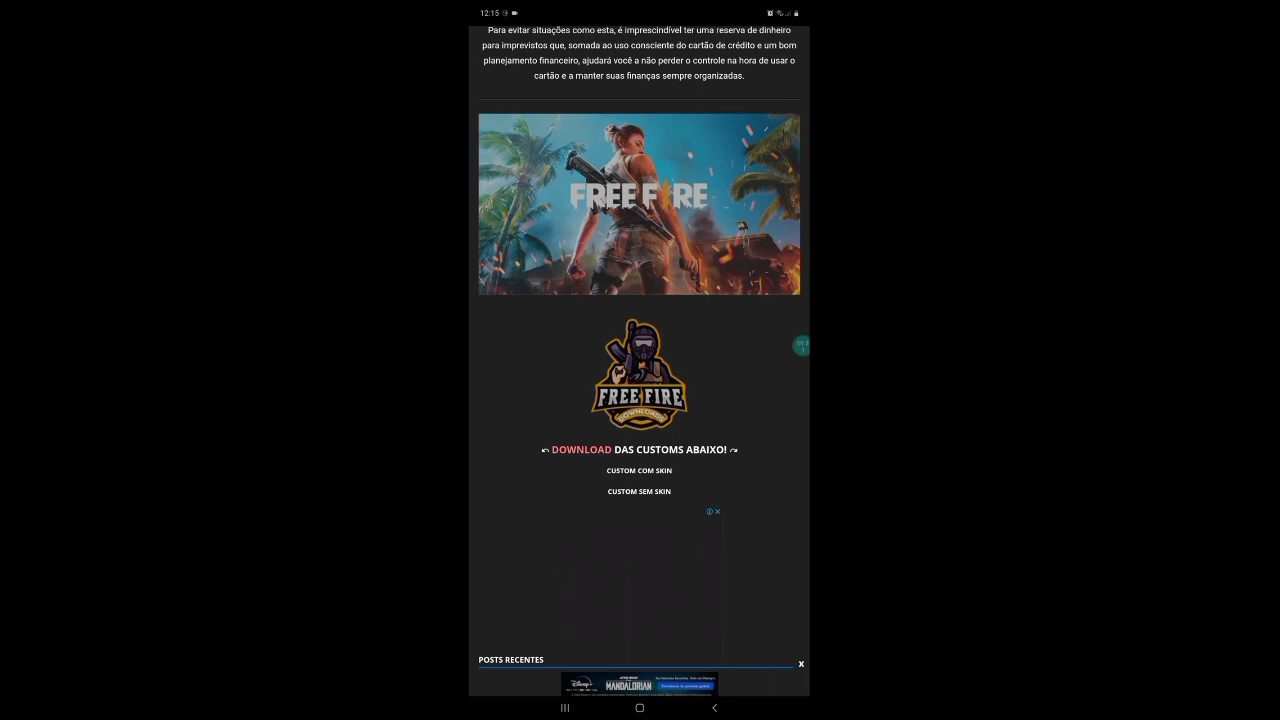 12:15
Para evitar situações como esta, é imprescindível ter uma reserva de dinheiro
para imprevistos que, somada ao uso consciente do cartão de crédito e um bom
planejamento financeiro, ajudará você a não perder o controle na hora de usar o
cartão e a manter suas finanças sempre organizadas.
FREE FIRE
FREE FIRE
DOWNLOADS
DOWNLOAD DAS CUSTOMS ABAIXO!
CUSTOM COM SKIN
CUSTOM SEM SKIN
POSTS RECENTES
X
Disney+
MANDALORIAN